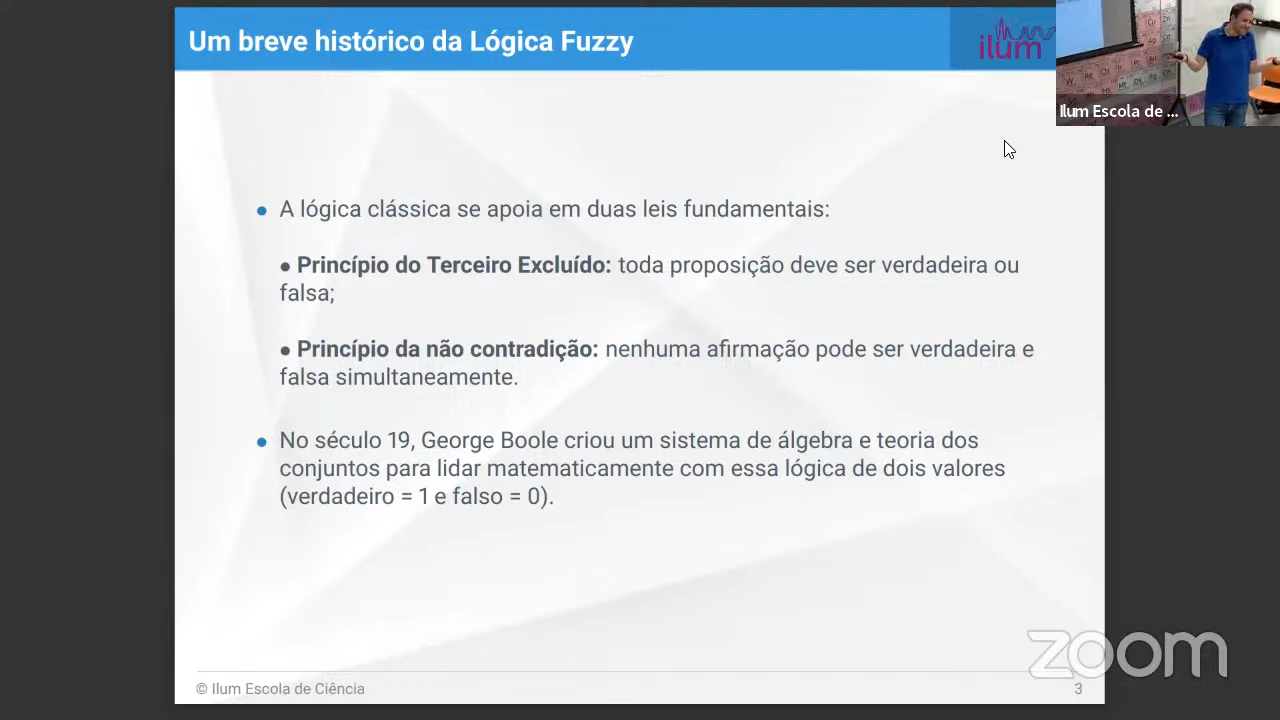 Um breve histórico da Lógica Fuzzy
ilum
Ilum Escola de ...
● A lógica clássica se apoia em duas leis fundamentais:
● Princípio do Terceiro Excluído: toda proposição deve ser verdadeira ou
falsa;
● Princípio da não contradição: nenhuma afirmação pode ser verdadeira e
falsa simultaneamente.
● No século 19, George Boole criou um sistema de álgebra e teoria dos
conjuntos para lidar matematicamente com essa lógica de dois valores
(verdadeiro = 1 e falso = 0).
zoom
© Ilum Escola de Ciência
3